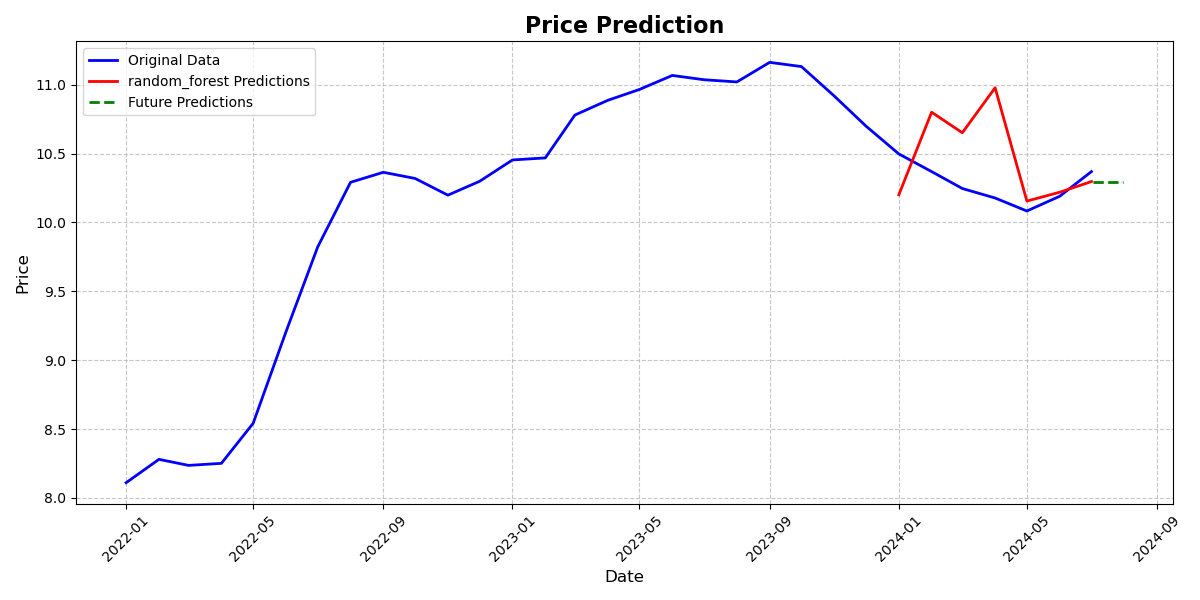 Price Prediction
Original Data
random_forest Predictions
Future Predictions
Price
11.0
10.5
10.0
9.5
9.0
8.5
8.0
2022-01
2022-05
2022-09
2023-01
2023-05
2023-09
2024-01
2024-05
2024-09
Date